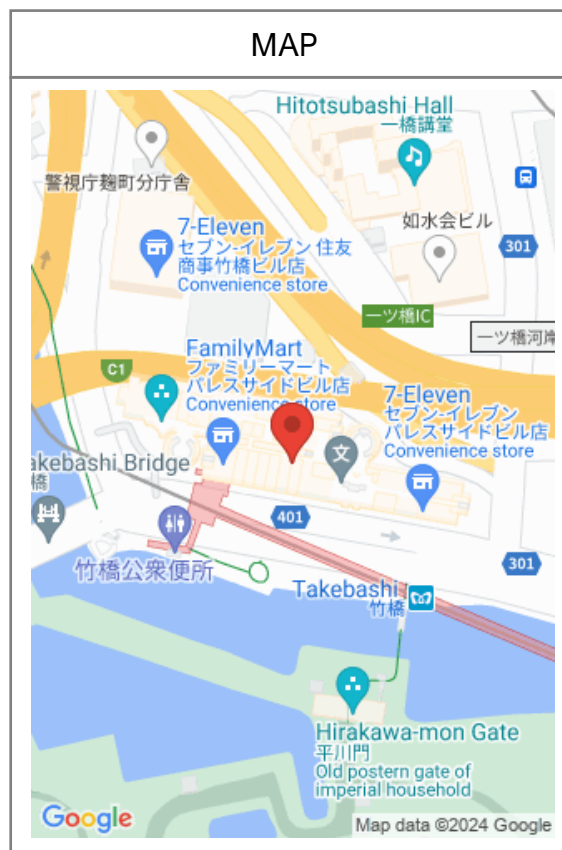 MAP
Hitotsubashi Hall
一橋講堂
警視庁麹町分庁舎
7-Eleven
セブン-イレブン 住友
商事竹橋ビル店
Convenience store
如水会ビル
301
一ツ橋IC
一ツ橋河岸
C1
FamilyMart
ファミリーマート
パレスサイドビル店
Convenience store
7-Eleven
セブン-イレブン
パレスサイドビル店
Convenience store
文
akebashi Bridge
橋
401
301
竹橋公衆便所
Takebashi
竹橋
Hirakawa-mon Gate
平川門
Old postern gate of
imperial household
Google
Map data ©2024 Google